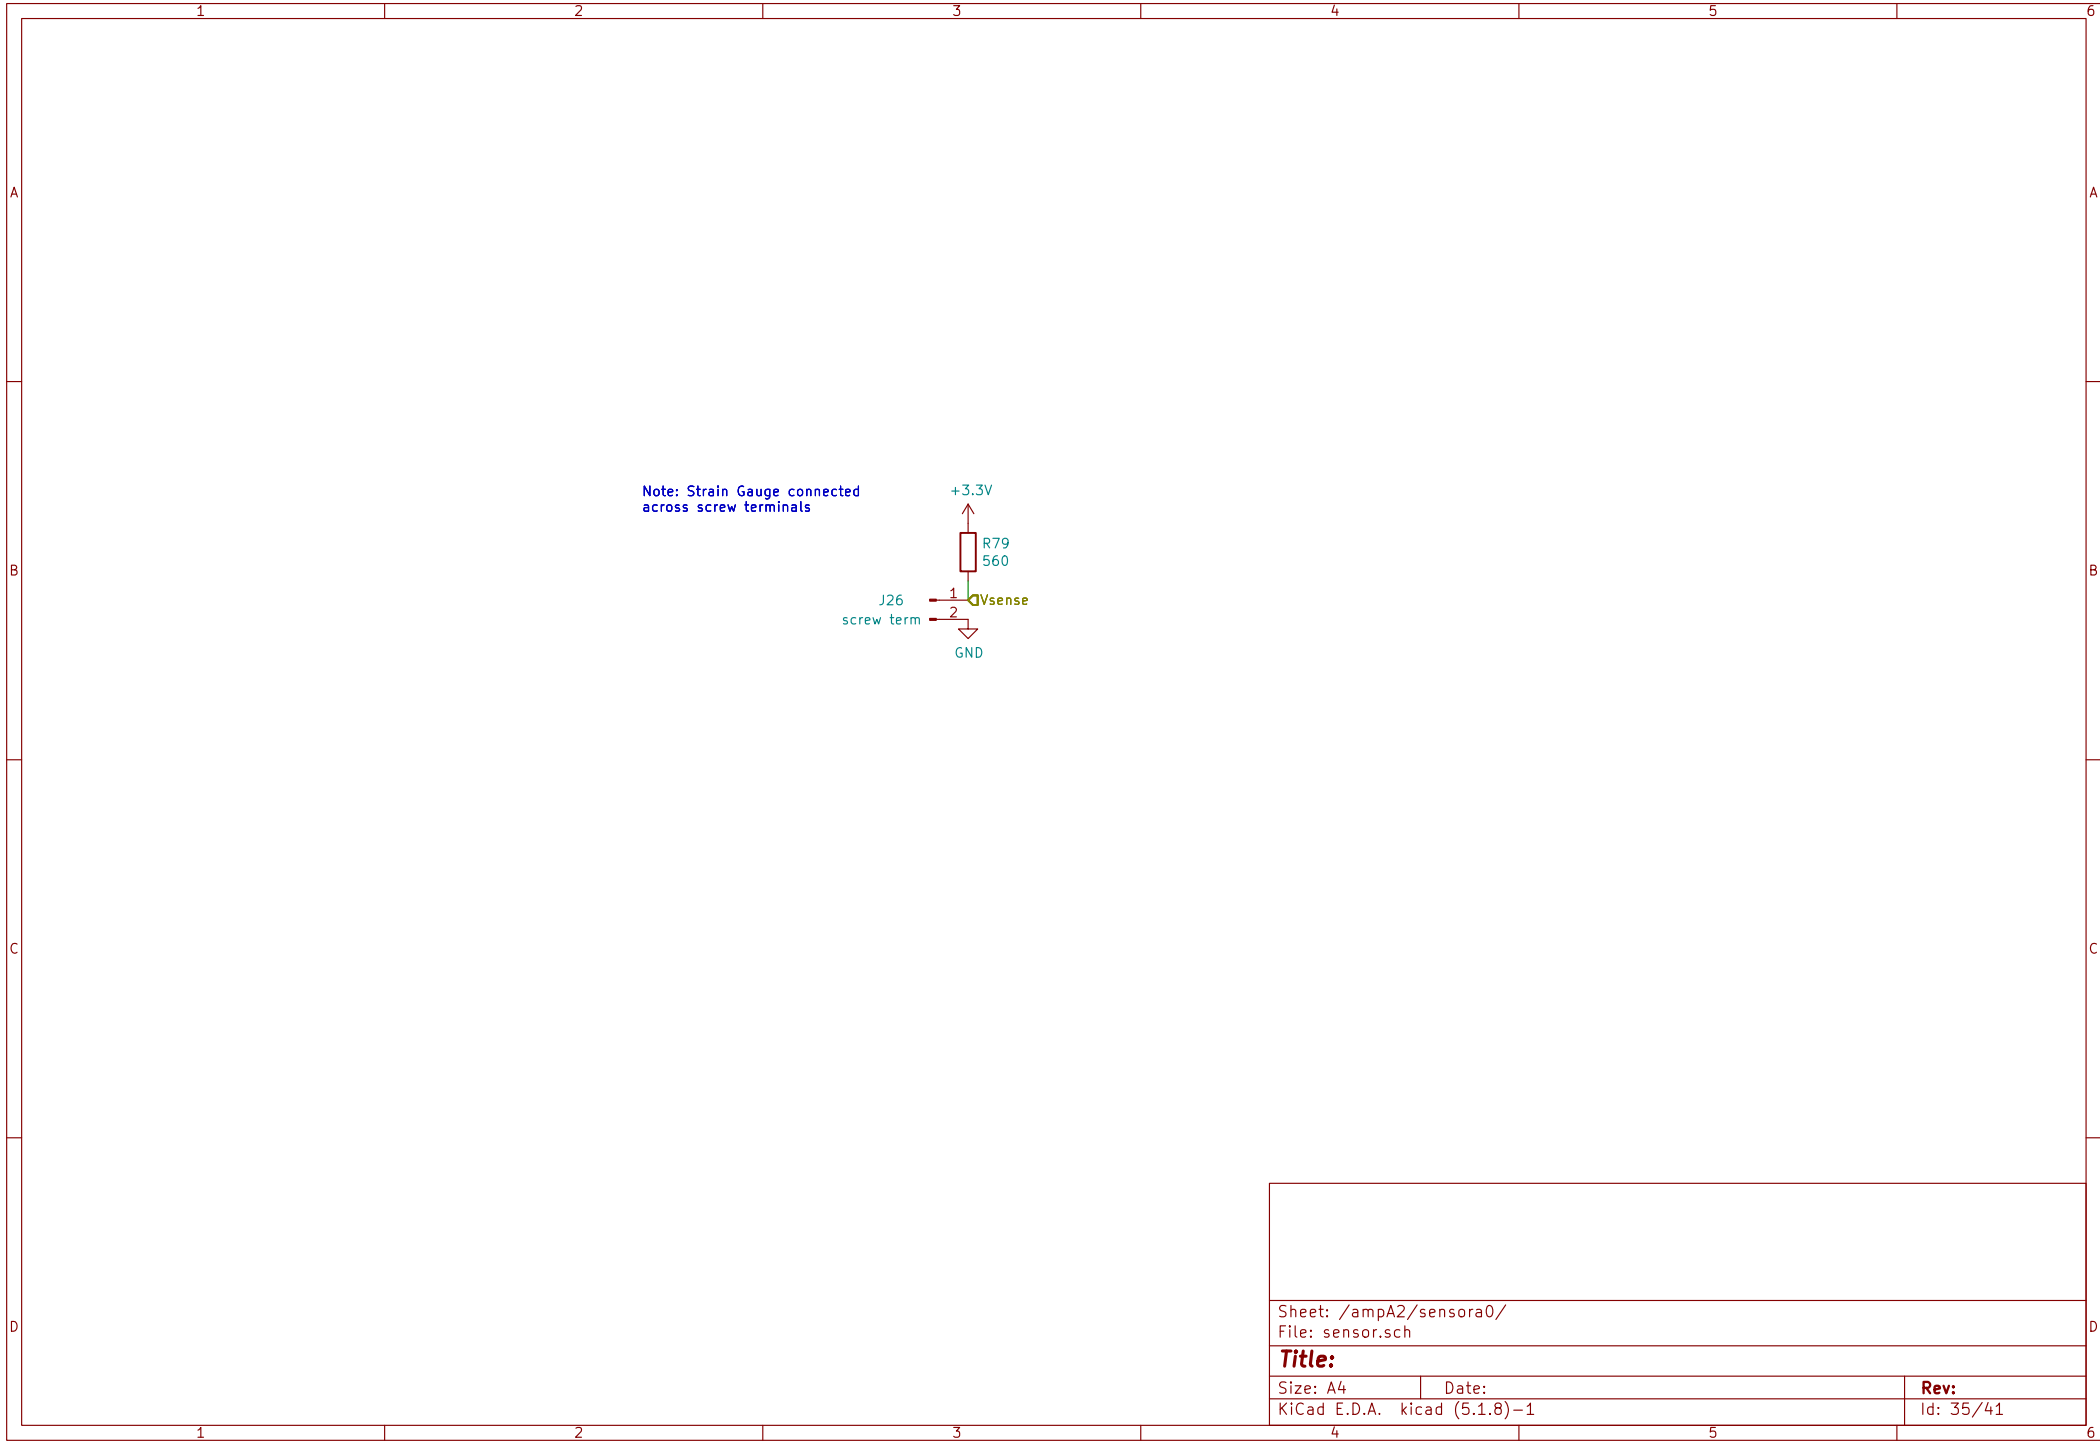 1 2 3 4 5 6
A A
Note: Strain Gauge connected
across screw terminals
+3.3V
R79
560
B B
J26 1 Vsense
screw term 2
GND
C C
Sheet: /ampA2/sensora0/
File: sensor.sch
D D
Title:
Size: A4 Date: Rev:
KiCad E.D.A. kicad (5.1.8)-1 Id: 35/41
1 2 3 4 5 6